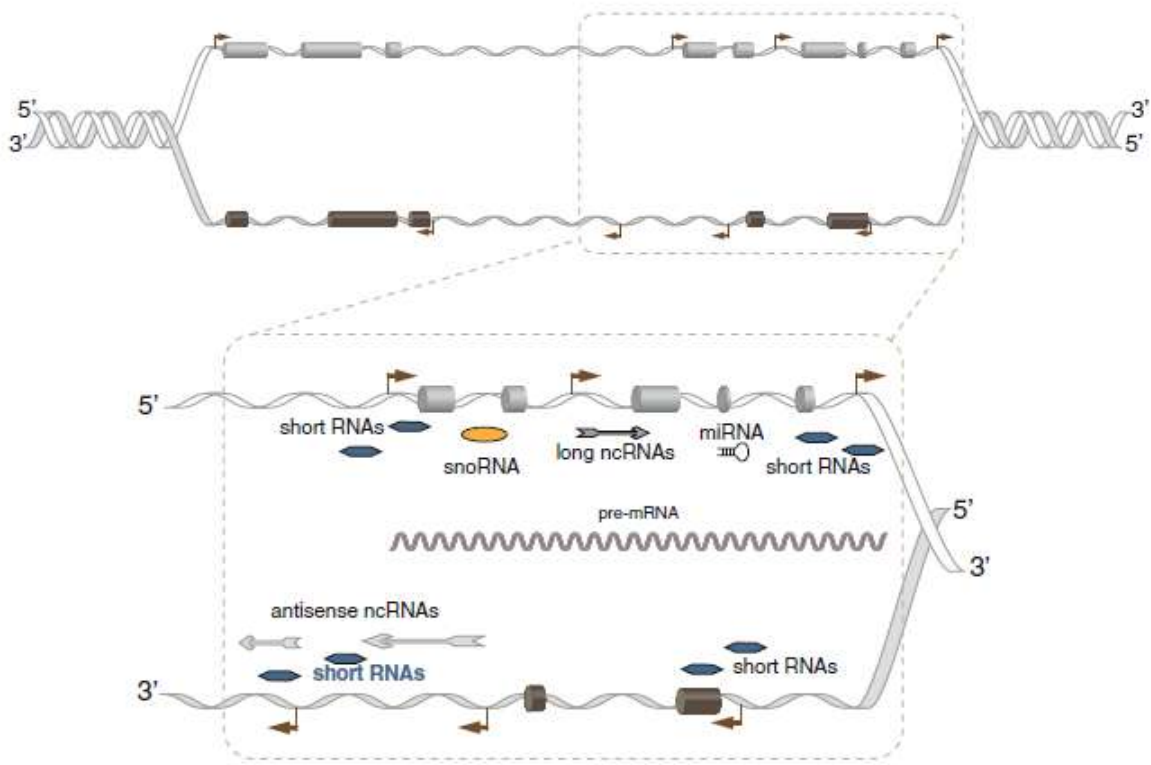 5’
3’
3’
5’
5’
short RNAs
snoRNA
long ncRNAs
miRNA
short RNAs
pre-mRNA
5’
3’
antisense ncRNAs
short RNAs
short RNAs
3’